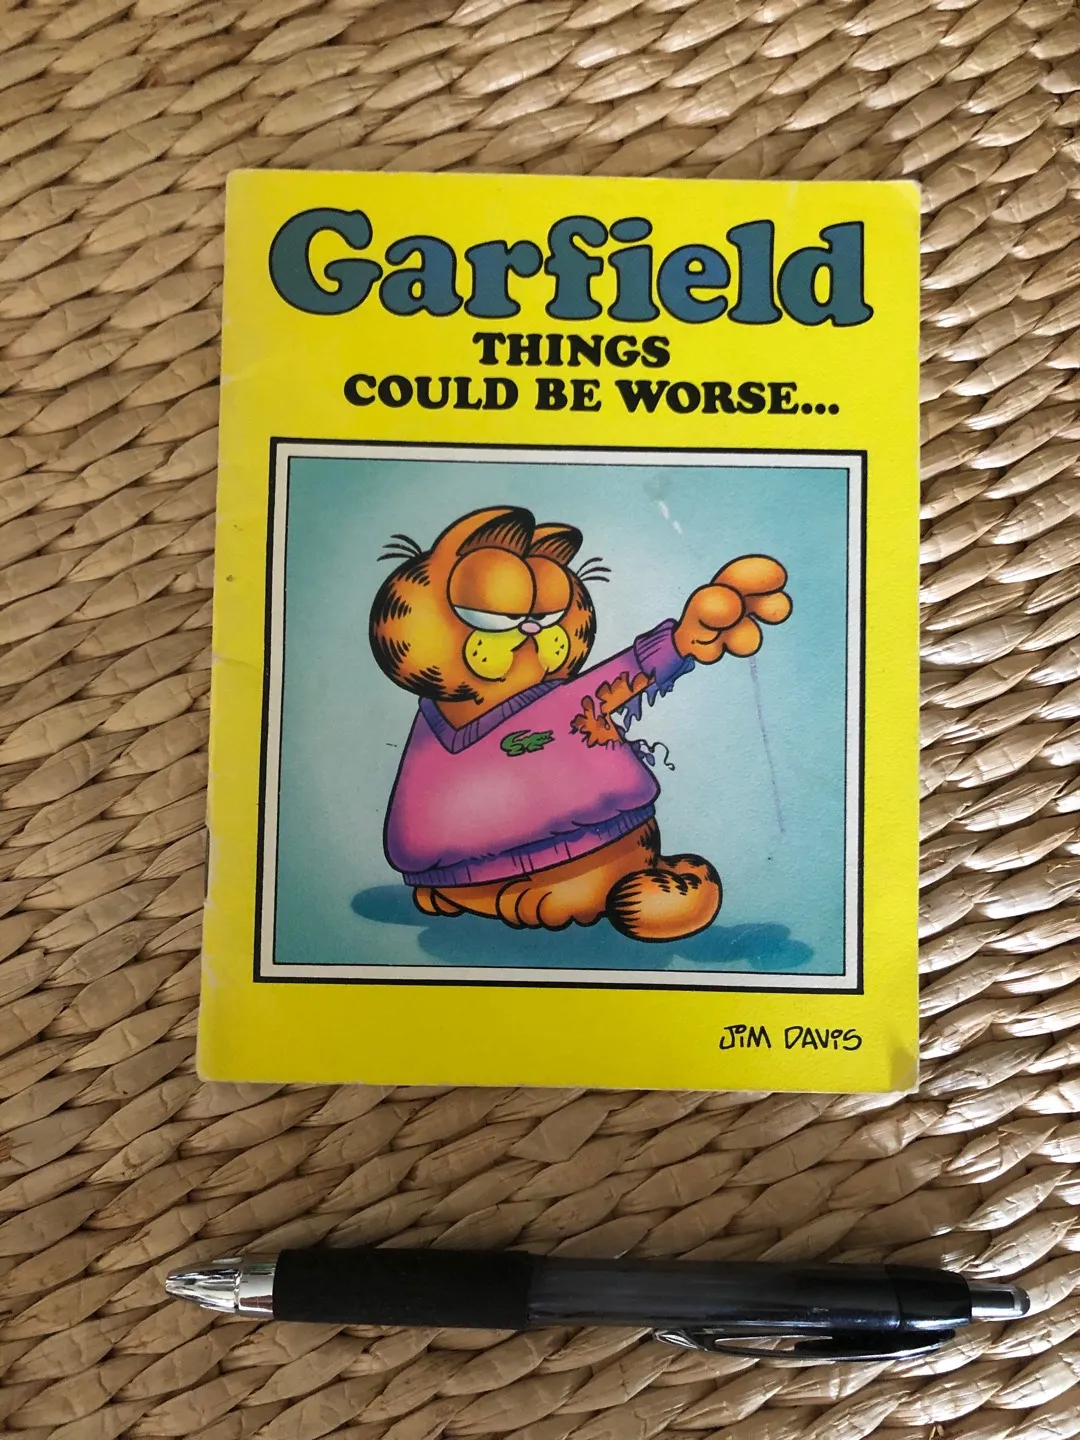 Garfield
THINGS
COULD BE WORSE...
JiM DAViS